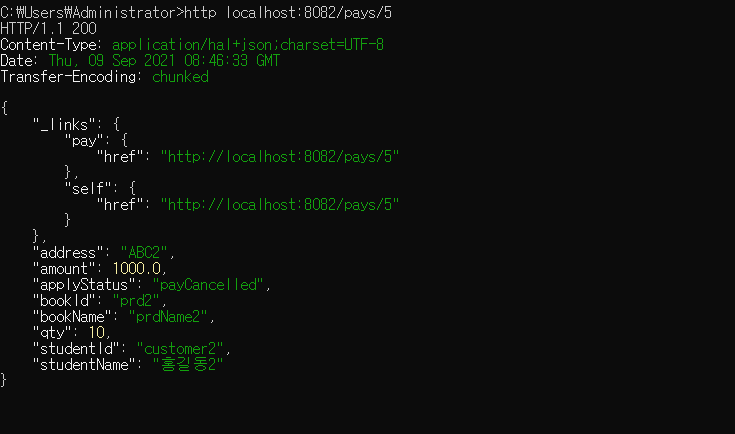 C:₩Users₩Administrator>http localhost:8082/pays/5
HTTP/1.1 200
Content-Type: application/hal+json;charset=UTF-8
Date: Thu, 09 Sep 2021 08:46:33 GMT
Transfer-Encoding: chunked

{
    "_links": {
        "pay": {
            "href": "http://localhost:8082/pays/5"
        },
        "self": {
            "href": "http://localhost:8082/pays/5"
        }
    },
    "address": "ABC2",
    "amount": 1000.0,
    "applyStatus": "payCancelled",
    "bookId": "prd2",
    "bookName": "prdName2",
    "qty": 10,
    "studentId": "customer2",
    "studentName": "홍길동2"
}